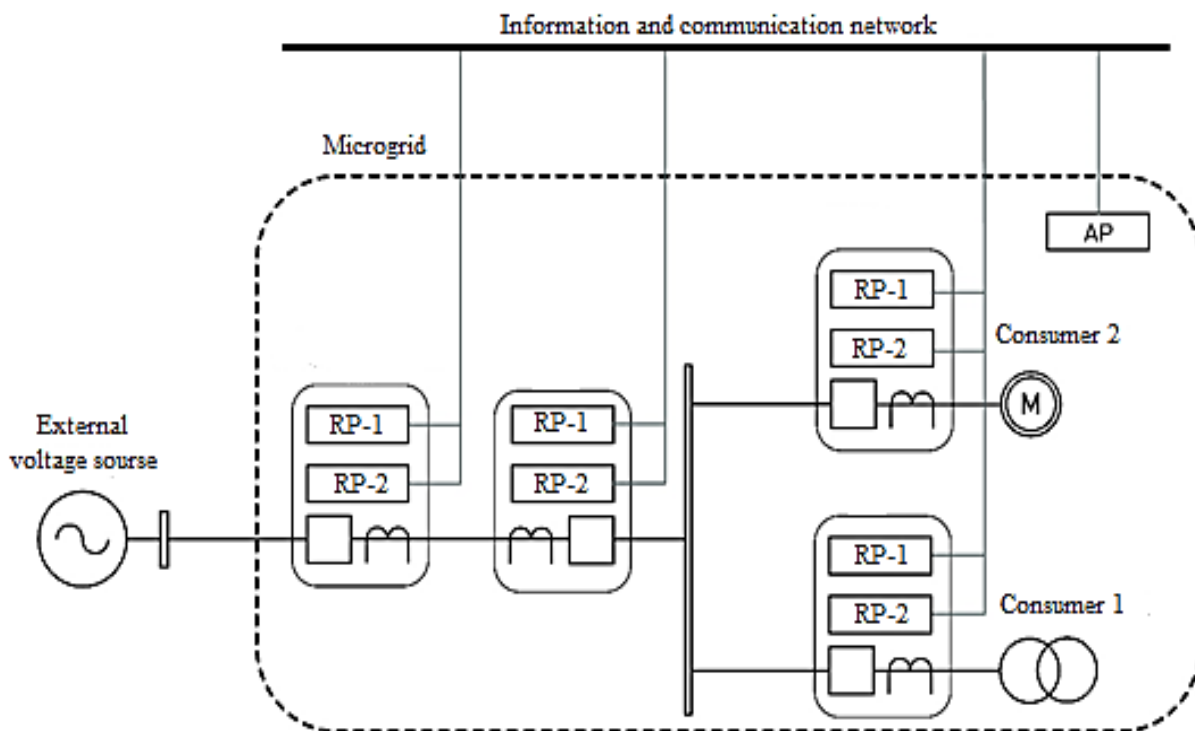 Information and communication network
Microgrid
AP
RP-1
RP-2
Consumer 2
M
External
voltage sourse
RP-1
RP-2
RP-1
RP-2
RP-1
RP-2
Consumer 1